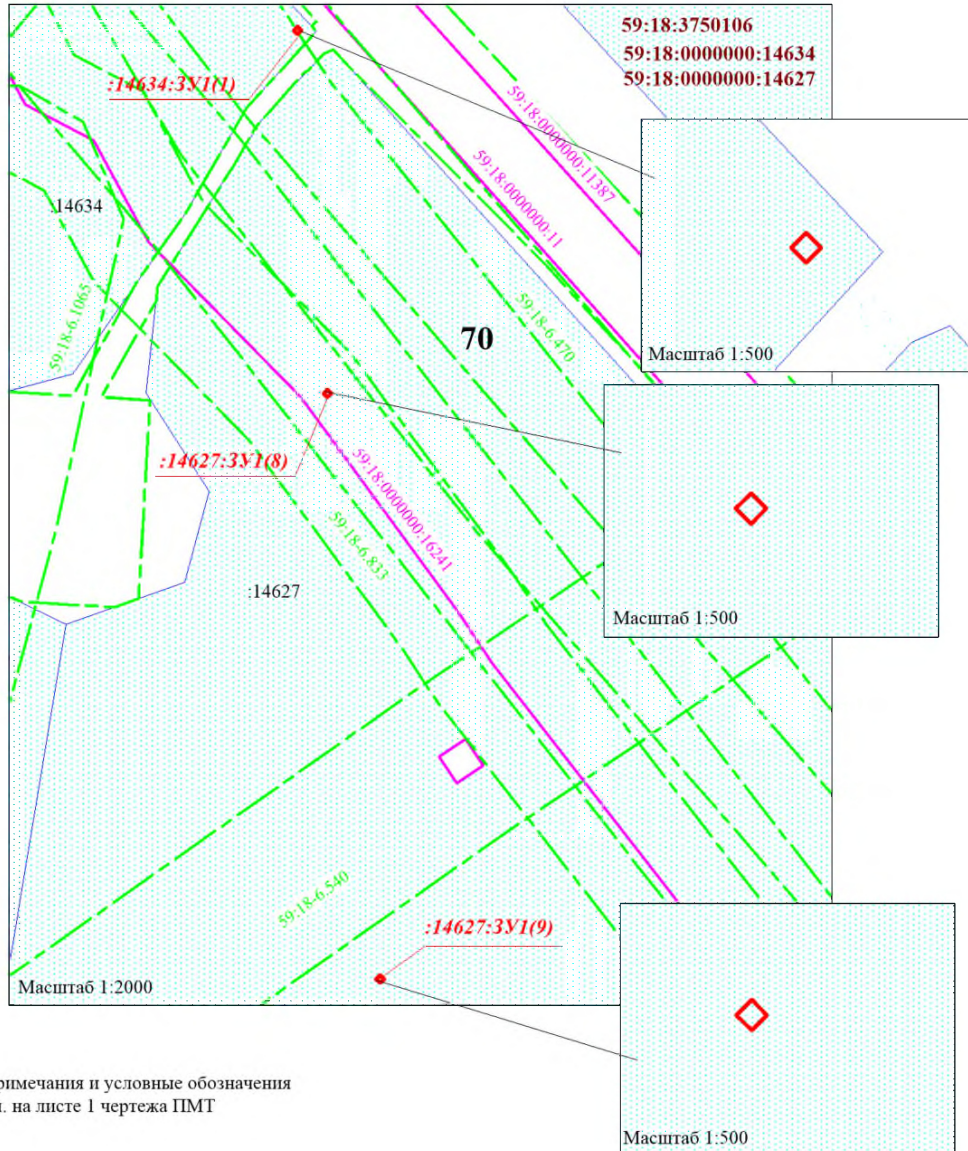 59:18:3750106
59:18:0000000:14634
59:18:0000000:14627
:14634:ЗУ1(1)
59:18:0000000:11387
59:18:0000000:11
:14634
59:18-6.1065
59:18-6.470
70
Масштаб 1:500
:14627:ЗУ1(8)
59:18:0000000:16241
59:18-6.833
:14627
Масштаб 1:500
59:18-6.540
:14627:ЗУ1(9)
Масштаб 1:2000
римечания и условные обозначения
. на листе 1 чертежа ПМТ
Масштаб 1:500